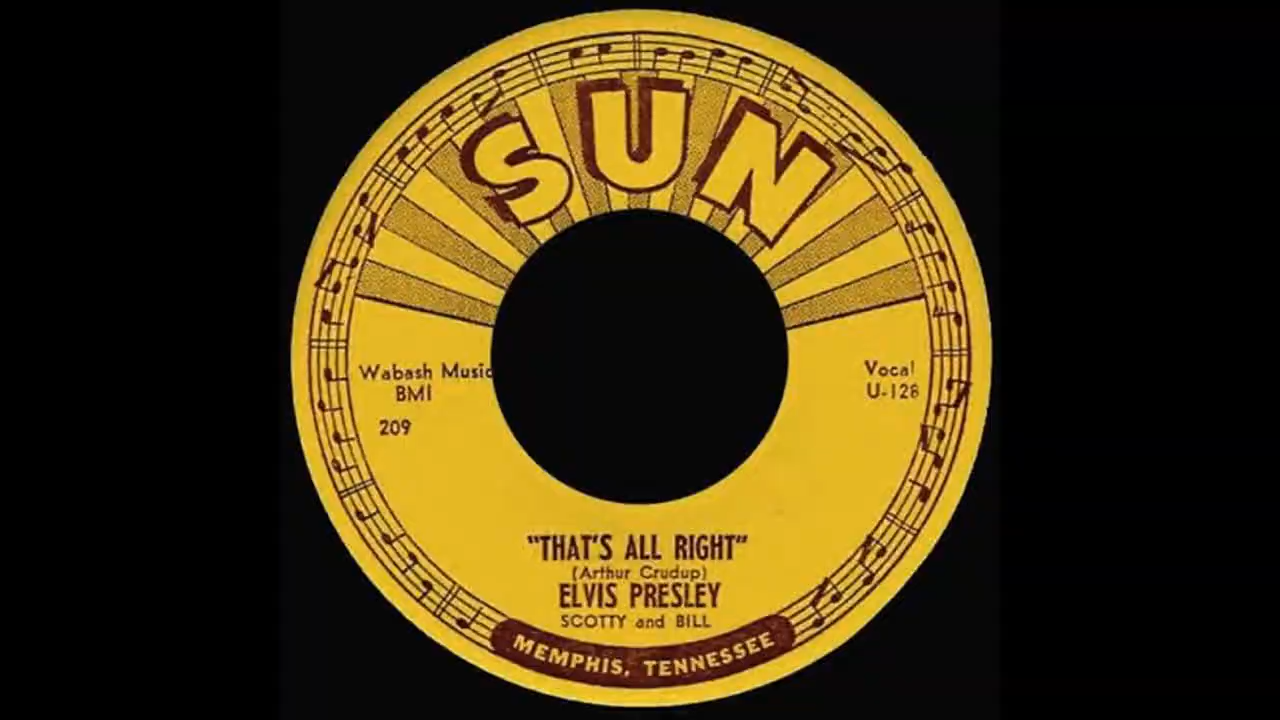 SUN
Wabash Music
BMI
209
Vocal
U-128
"THAT'S ALL RIGHT"
(Arthur Crudup)
ELVIS PRESLEY
SCOTTY and BILL
MEMPHIS, TENNESSEE